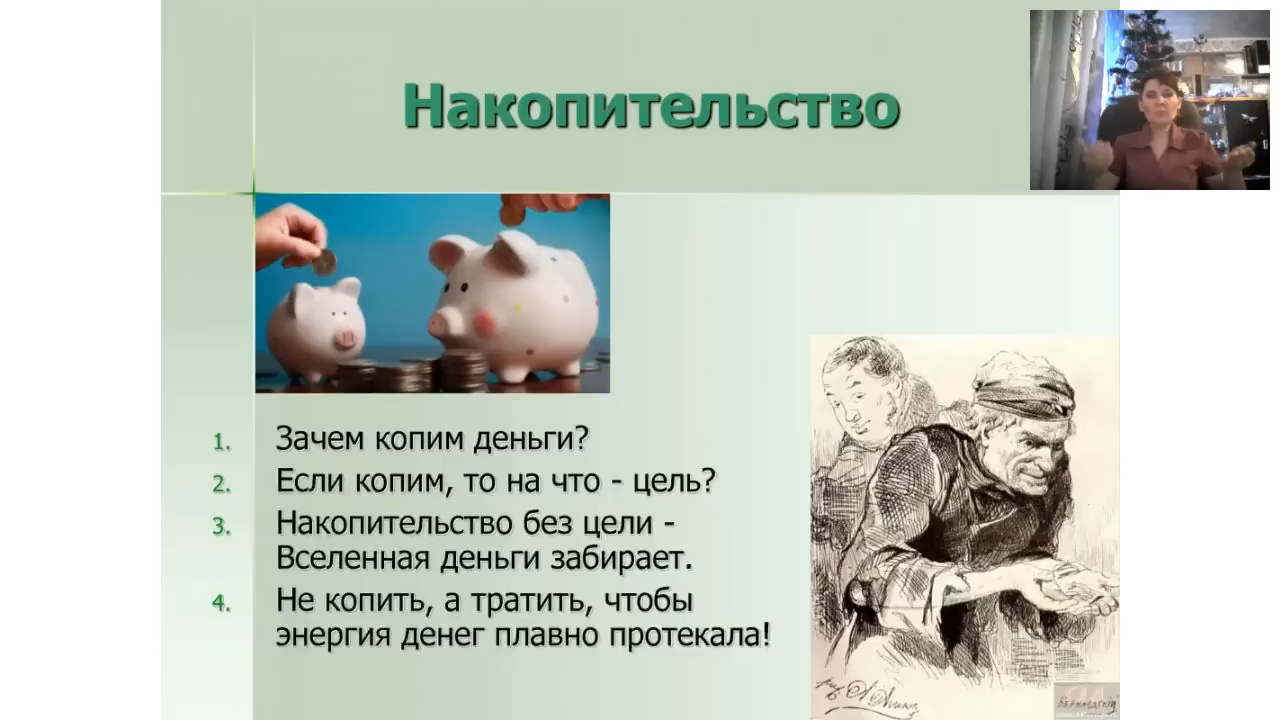 Накопительство
1. Зачем копим деньги?
2. Если копим, то на что - цель?
3. Накопительство без цели -
Вселенная деньги забирает.
4. Не копить, а тратить, чтобы
энергия денег плавно протекала!